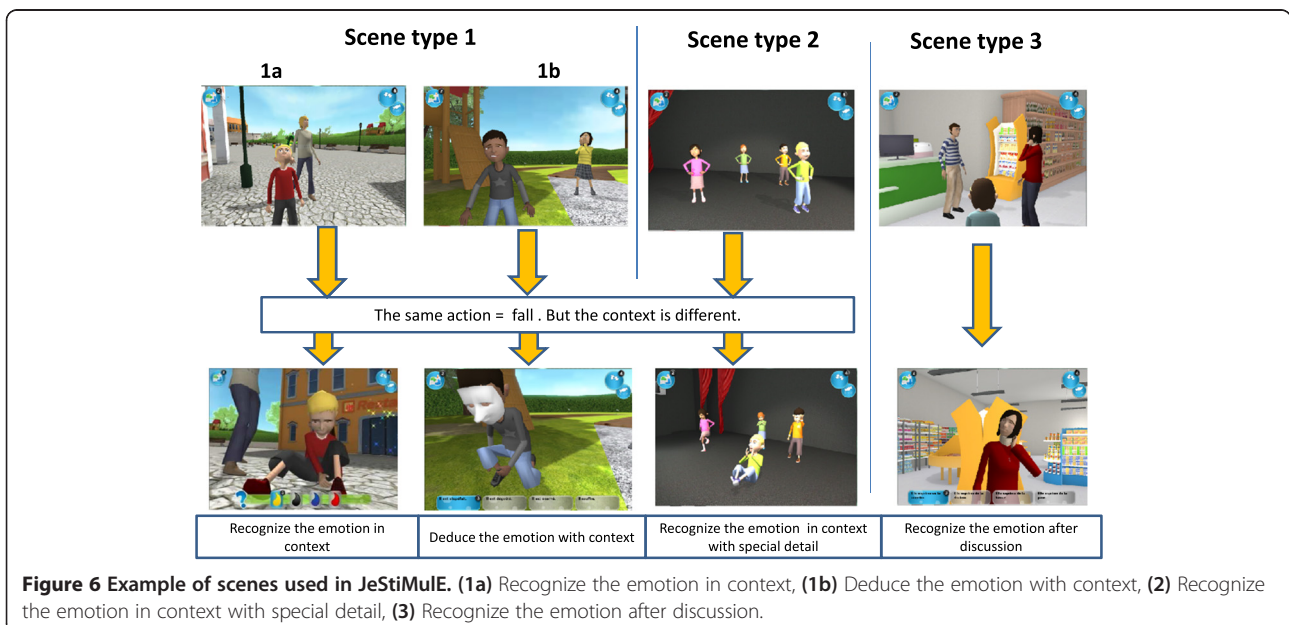 Scene type 1
Scene type 2
Scene type 3
1a
1b
The same action = fall . But the context is different.
Recognize the emotion in
context
Deduce the emotion with context
Recognize the emotion in context
with special detail
Recognize the emotion after
discussion
Figure 6 Example of scenes used in JeStiMulE. (1a) Recognize the emotion in context, (1b) Deduce the emotion with context, (2) Recognize
the emotion in context with special detail, (3) Recognize the emotion after discussion.